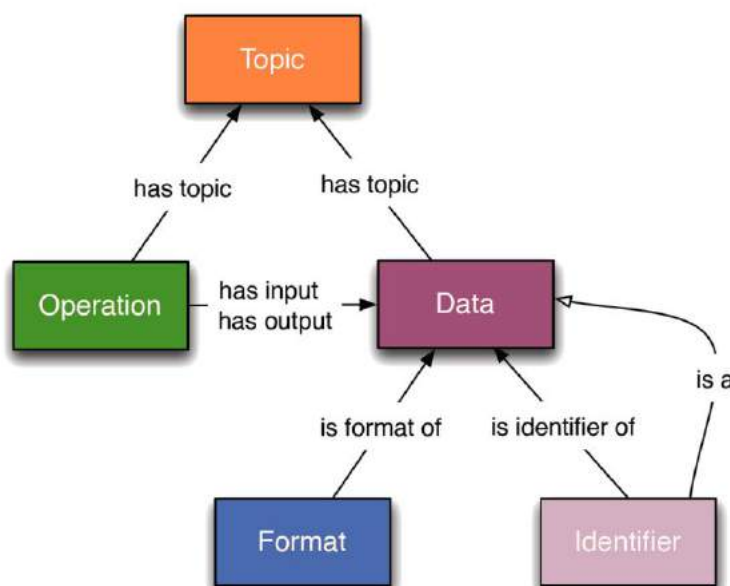 Topic
has topic
has topic
Operation
has input
has output
Data
is a
is format of
is identifier of
Format
Identifier